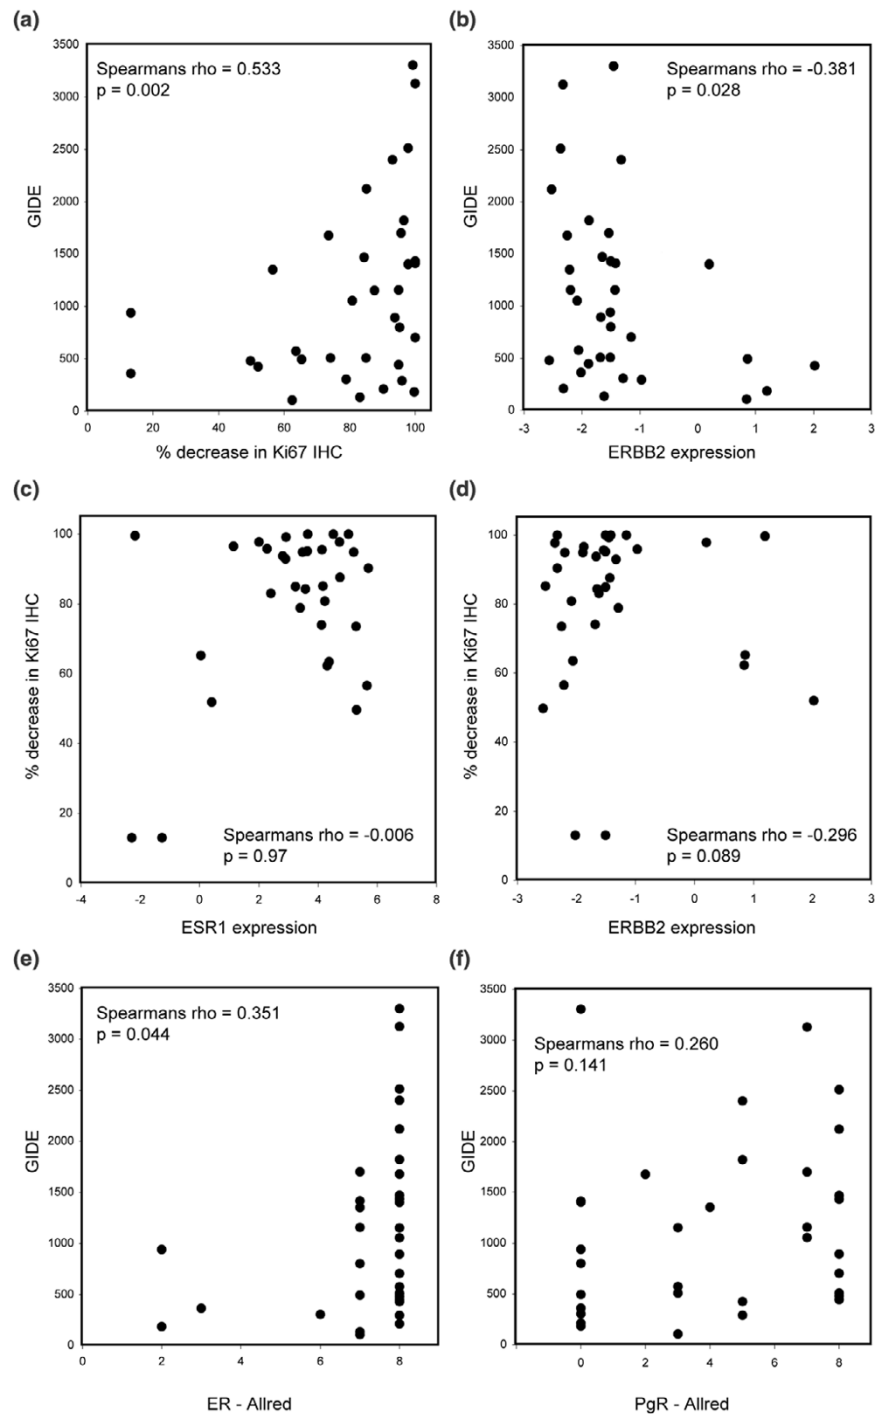 (a)
Spearmans rho = 0.533
p = 0.002
GIDE
3500
3000
2500
2000
1500
1000
500
0
0 20 40 60 80 100
% decrease in Ki67 IHC
(b)
Spearmans rho = -0.381
p = 0.028
GIDE
3500
3000
2500
2000
1500
1000
500
0
-3 -2 -1 0 1 2 3
ERBB2 expression
(c)
% decrease in Ki67 IHC
100
80
60
40
20
0
Spearmans rho = -0.006
p = 0.97
-4 -2 0 2 4 6 8
ESR1 expression
(d)
% decrease in Ki67 IHC
100
80
60
40
20
0
Spearmans rho = -0.296
p = 0.089
-3 -2 -1 0 1 2 3
ERBB2 expression
(e)
Spearmans rho = 0.351
p = 0.044
GIDE
3500
3000
2500
2000
1500
1000
500
0
0 2 4 6 8
ER - Allred
(f)
Spearmans rho = 0.260
p = 0.141
GIDE
3500
3000
2500
2000
1500
1000
500
0
0 2 4 6 8
PgR - Allred